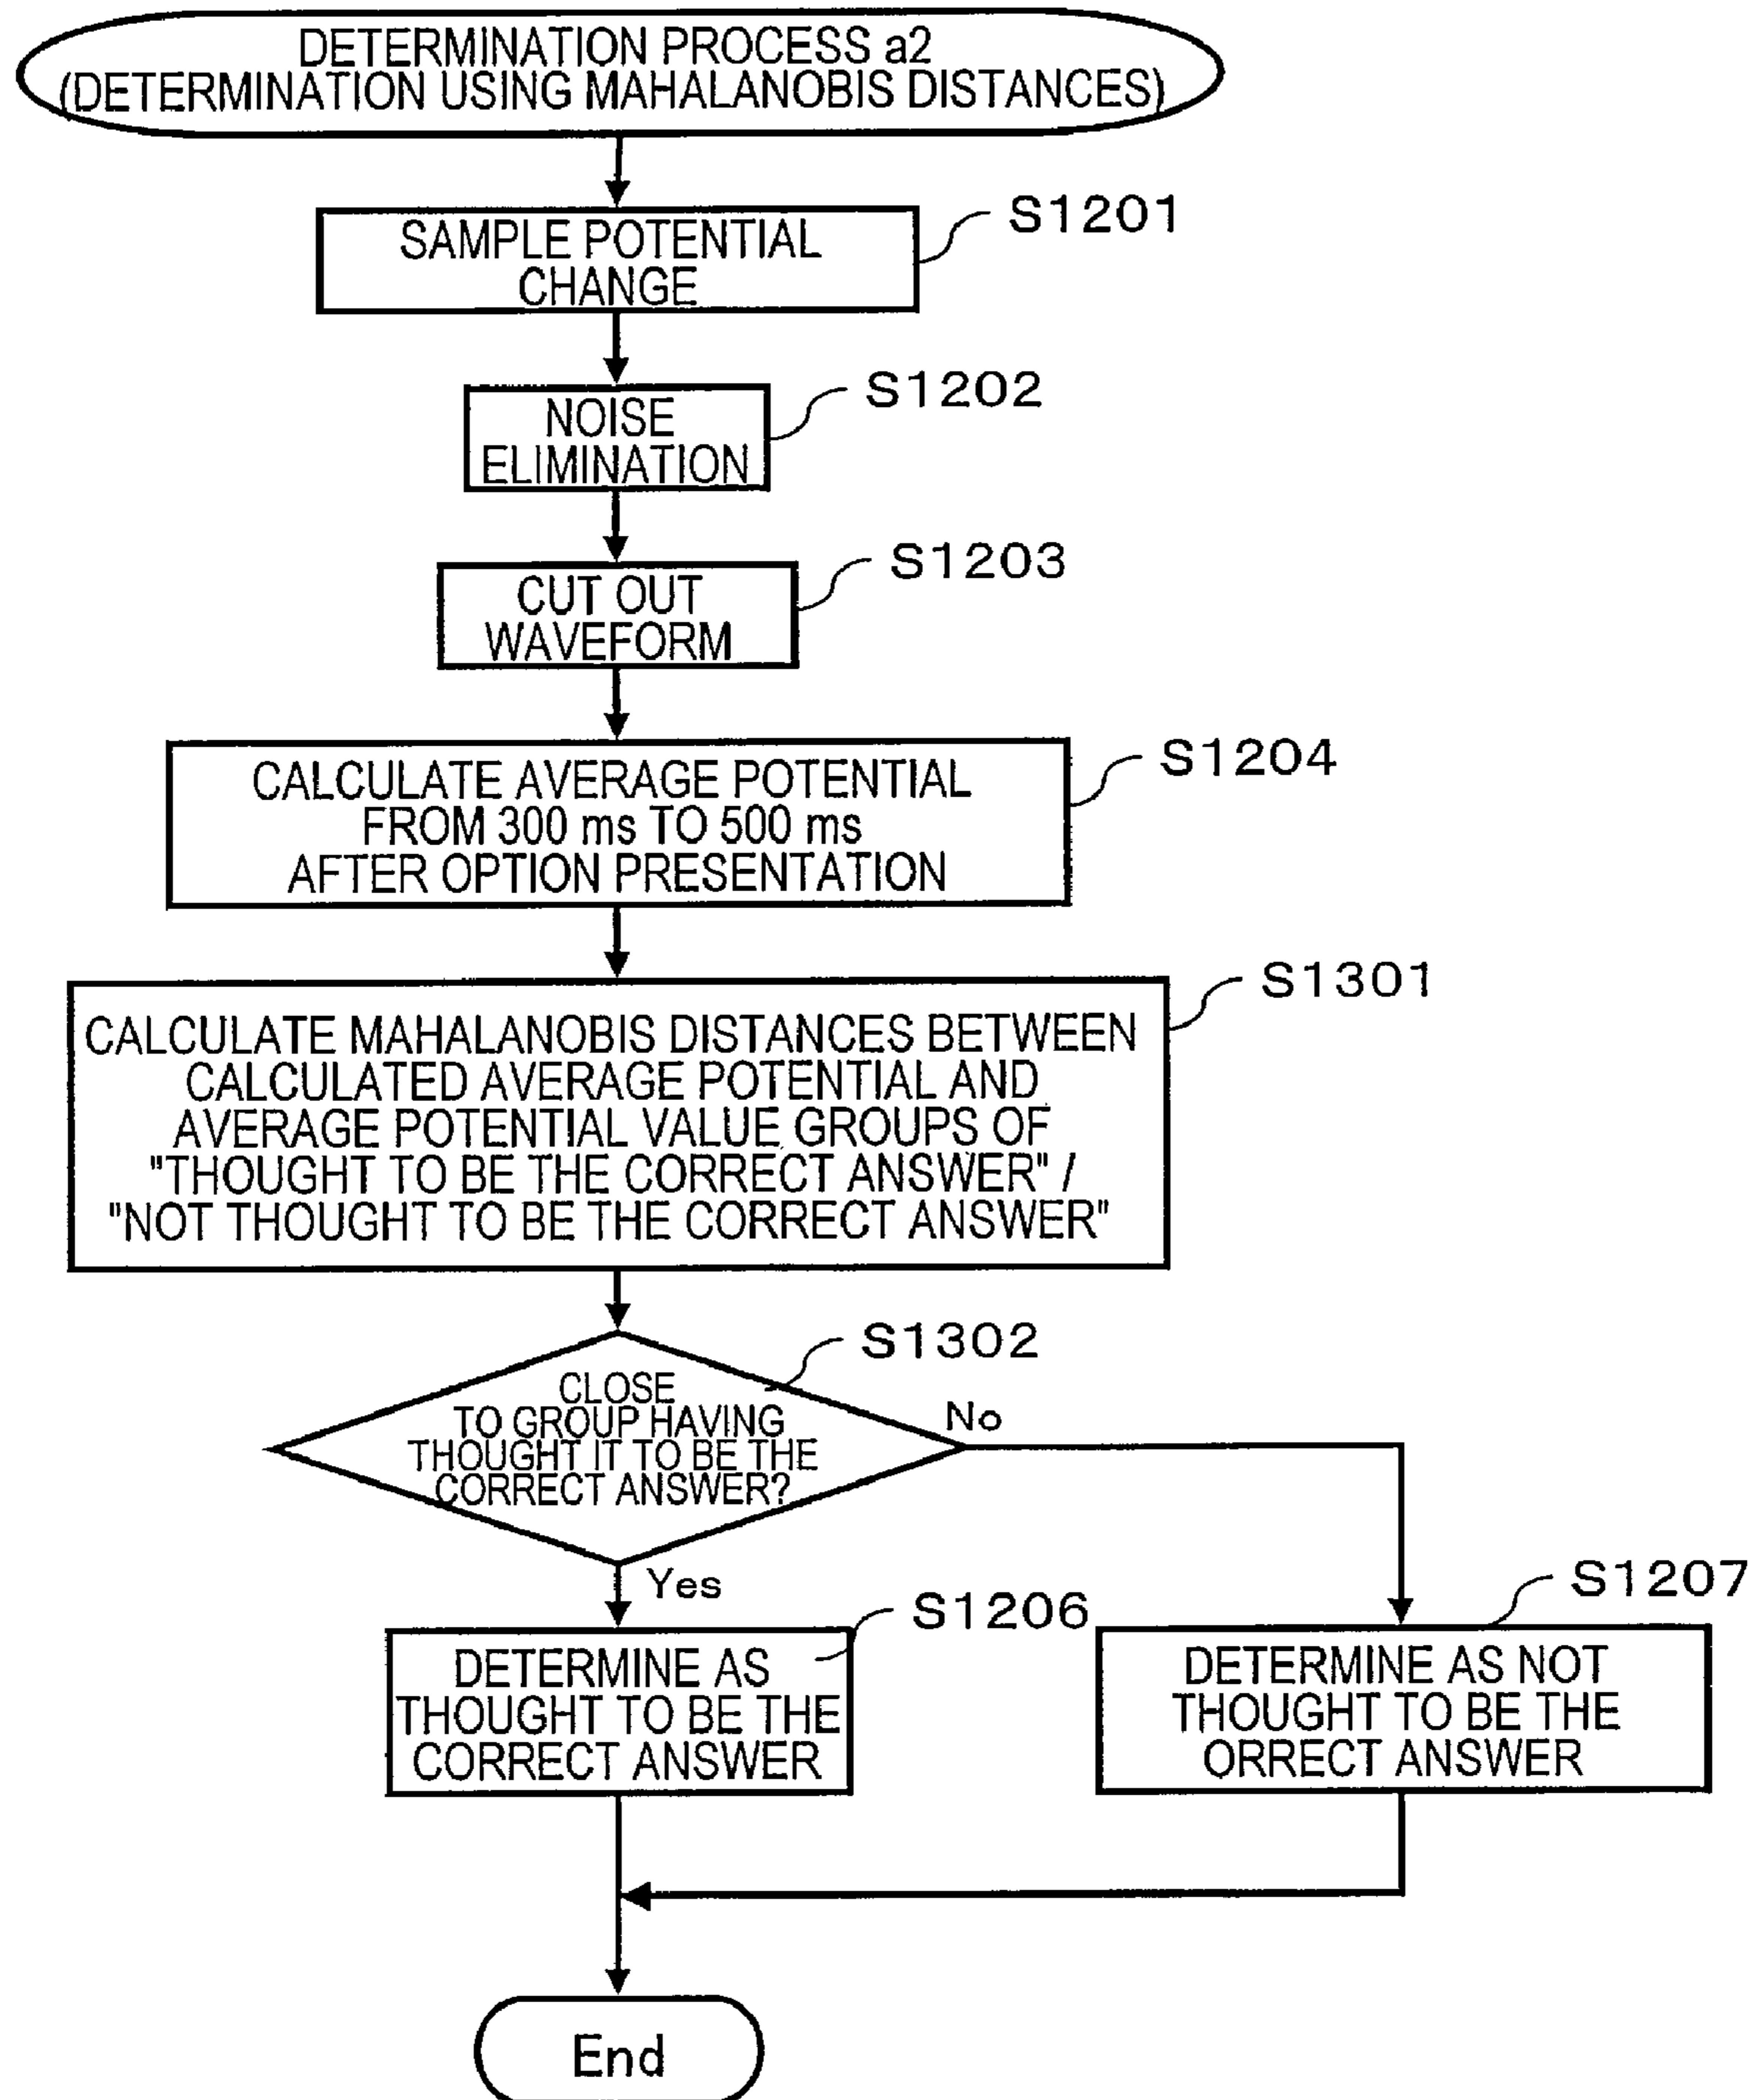 DETERMINATION PROCESS a2
(DETERMINATION USING MAHALANOBIS DISTANCES)
S1201
SAMPLE POTENTIAL
CHANGE
S1202
NOISE
ELIMINATION
S1203
CUT OUT
WAVEFORM
S1204
CALCULATE AVERAGE POTENTIAL
FROM 300 ms TO 500 ms
AFTER OPTION PRESENTATION
S1301
CALCULATE MAHALANOBIS DISTANCES BETWEEN
CALCULATED AVERAGE POTENTIAL AND
AVERAGE POTENTIAL VALUE GROUPS OF
"THOUGHT TO BE THE CORRECT ANSWER" /
"NOT THOUGHT TO BE THE CORRECT ANSWER"
S1302
CLOSE
TO GROUP HAVING
THOUGHT IT TO BE THE
CORRECT ANSWER?
No
Yes
S1206
DETERMINE AS
THOUGHT TO BE THE
CORRECT ANSWER
S1207
DETERMINE AS NOT
THOUGHT TO BE THE
ORRECT ANSWER
End